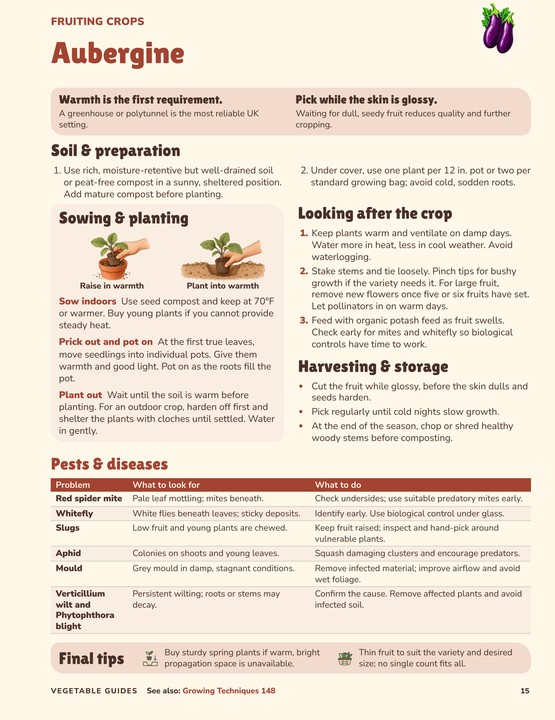 FRUITING CROPS
Aubergine
Warmth is the first requirement.
A greenhouse or polytunnel is the most reliable UK
setting.
Pick while the skin is glossy.
Waiting for dull, seedy fruit reduces quality and further
cropping.
Soil & preparation
1. Use rich, moisture-retentive but well-drained soil
or peat-free compost in a sunny, sheltered position.
Add mature compost before planting.
2. Under cover, use one plant per 12 in. pot or two per
standard growing bag; avoid cold, sodden roots.
Sowing & planting
Raise in warmth
Plant into warmth
Sow indoors Use seed compost and keep at 70°F
or warmer. Buy young plants if you cannot provide
steady heat.
Prick out and pot on At the first true leaves,
move seedlings into individual pots. Give them
warmth and good light. Pot on as the roots fill the
pot.
Plant out Wait until the soil is warm before
planting. For an outdoor crop, harden off first and
shelter the plants with cloches until settled. Water
in gently.
Looking after the crop
1. Keep plants warm and ventilate on damp days.
Water more in heat, less in cool weather. Avoid
waterlogging.
2. Stake stems and tie loosely. Pinch tips for bushy
growth if the variety needs it. For large fruit,
remove new flowers once five or six fruits have set.
Let pollinators in on warm days.
3. Feed with organic potash feed as fruit swells.
Check early for mites and whitefly so biological
controls have time to work.
Harvesting & storage
• Cut the fruit while glossy, before the skin dulls and
seeds harden.
• Pick regularly until cold nights slow growth.
• At the end of the season, chop or shred healthy
woody stems before composting.
Pests & diseases
Problem What to look for What to do
Red spider mite Pale leaf mottling; mites beneath. Check undersides; use suitable predatory mites early.
Whitefly White flies beneath leaves; sticky deposits. Identify early. Use biological control under glass.
Slugs Low fruit and young plants are chewed. Keep fruit raised; inspect and hand-pick around
vulnerable plants.
Aphid Colonies on shoots and young leaves. Squash damaging clusters and encourage predators.
Mould Grey mould in damp, stagnant conditions. Remove infected material; improve airflow and avoid
wet foliage.
Verticillium Persistent wilting; roots or stems may Confirm the cause. Remove affected plants and avoid
wilt and decay. infected soil.
Phytophthora
blight
Final tips
Buy sturdy spring plants if warm, bright
propagation space is unavailable.
Thin fruit to suit the variety and desired
size; no single count fits all.
VEGETABLE GUIDES See also: Growing Techniques 148 15